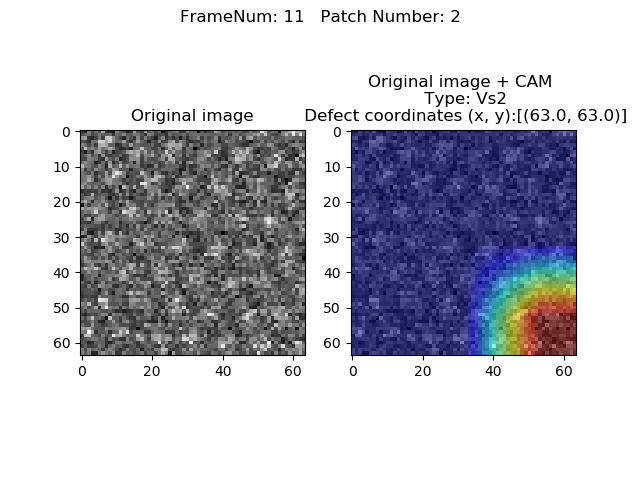 FrameNum: 11   Patch Number: 2
Original image
Original image + CAM
Type: Vs2
Defect coordinates (x, y):[(63.0, 63.0)]
0
10
20
30
40
50
60
0 20 40 60
0
10
20
30
40
50
60
0 20 40 60